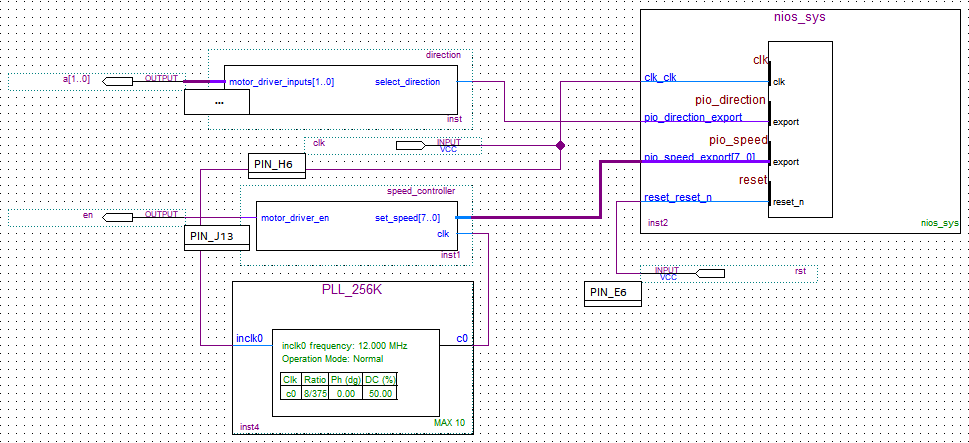 nios_sys
direction
a[1..0]
OUTPUT
motor_driver_inputs[1..0]
select_direction
...
inst
clk
clk_clk
clk
pio_direction
pio_direction_export
export
pio_speed
pio_speed_export[7..0]
export
reset
reset_reset_n
reset_n
inst2
nios_sys
clk
INPUT
VCC
PIN_H6
speed_controller
en
OUTPUT
motor_driver_en
set_speed[7..0]
clk
PIN_J13
inst1
INPUT
VCC
rst
PIN_E6
PLL_256K
inclk0
c0
inclk0 frequency: 12.000 MHz
Operation Mode: Normal
Clk Ratio Ph (dg) DC (%)
c0 8/375 0.00 50.00
inst4
MAX 10